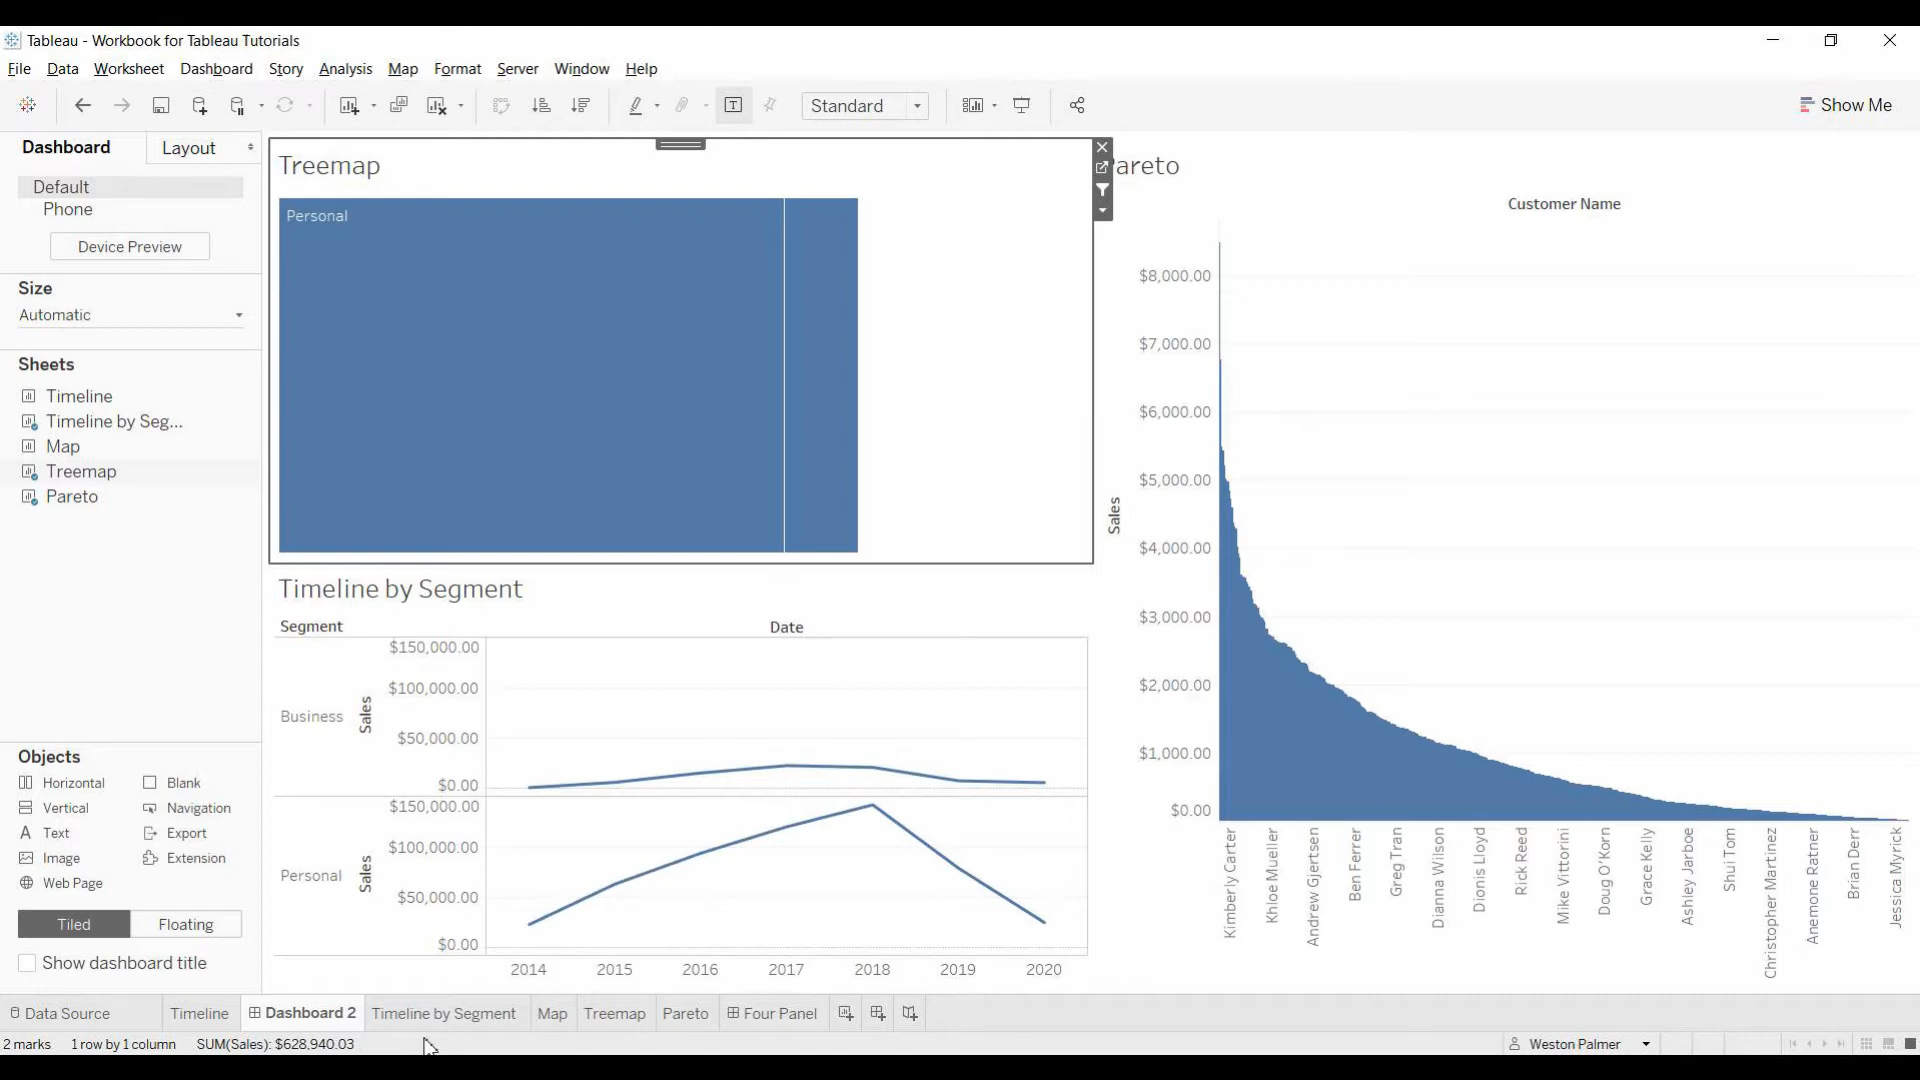 Tableau - Workbook for Tableau Tutorials
File Data Worksheet Dashboard Story Analysis Map Format Server Window Help
Standard
Show Me
Dashboard
Layout
Default
Phone
Device Preview
Size
Automatic
Sheets
Timeline
Timeline by Seg...
Map
Treemap
Pareto
Objects
Horizontal
Blank
Vertical
Navigation
Text
Export
Image
Extension
Web Page
Tiled
Floating
Show dashboard title
Treemap
Personal
Timeline by Segment
Segment
Date
Business
Sales
$150,000.00
$100,000.00
$50,000.00
$0.00
Personal
Sales
$150,000.00
$100,000.00
$50,000.00
$0.00
2014 2015 2016 2017 2018 2019 2020
areto
Customer Name
Sales
$8,000.00
$7,000.00
$6,000.00
$5,000.00
$4,000.00
$3,000.00
$2,000.00
$1,000.00
$0.00
Kimberly Carter
Khloe Mueller
Andrew Gjertsen
Ben Ferrer
Greg Tran
Dianna Wilson
Dionis Lloyd
Rick Reed
Mike Vittorini
Doug O'Korn
Grace Kelly
Ashley Jarboe
Shui Tom
Christopher Martinez
Anemone Ratner
Brian Derr
Jessica Myrick
Data Source Timeline Dashboard 2 Timeline by Segment Map Treemap Pareto Four Panel
2 marks 1 row by 1 column SUM(Sales): $628,940.03
Weston Palmer